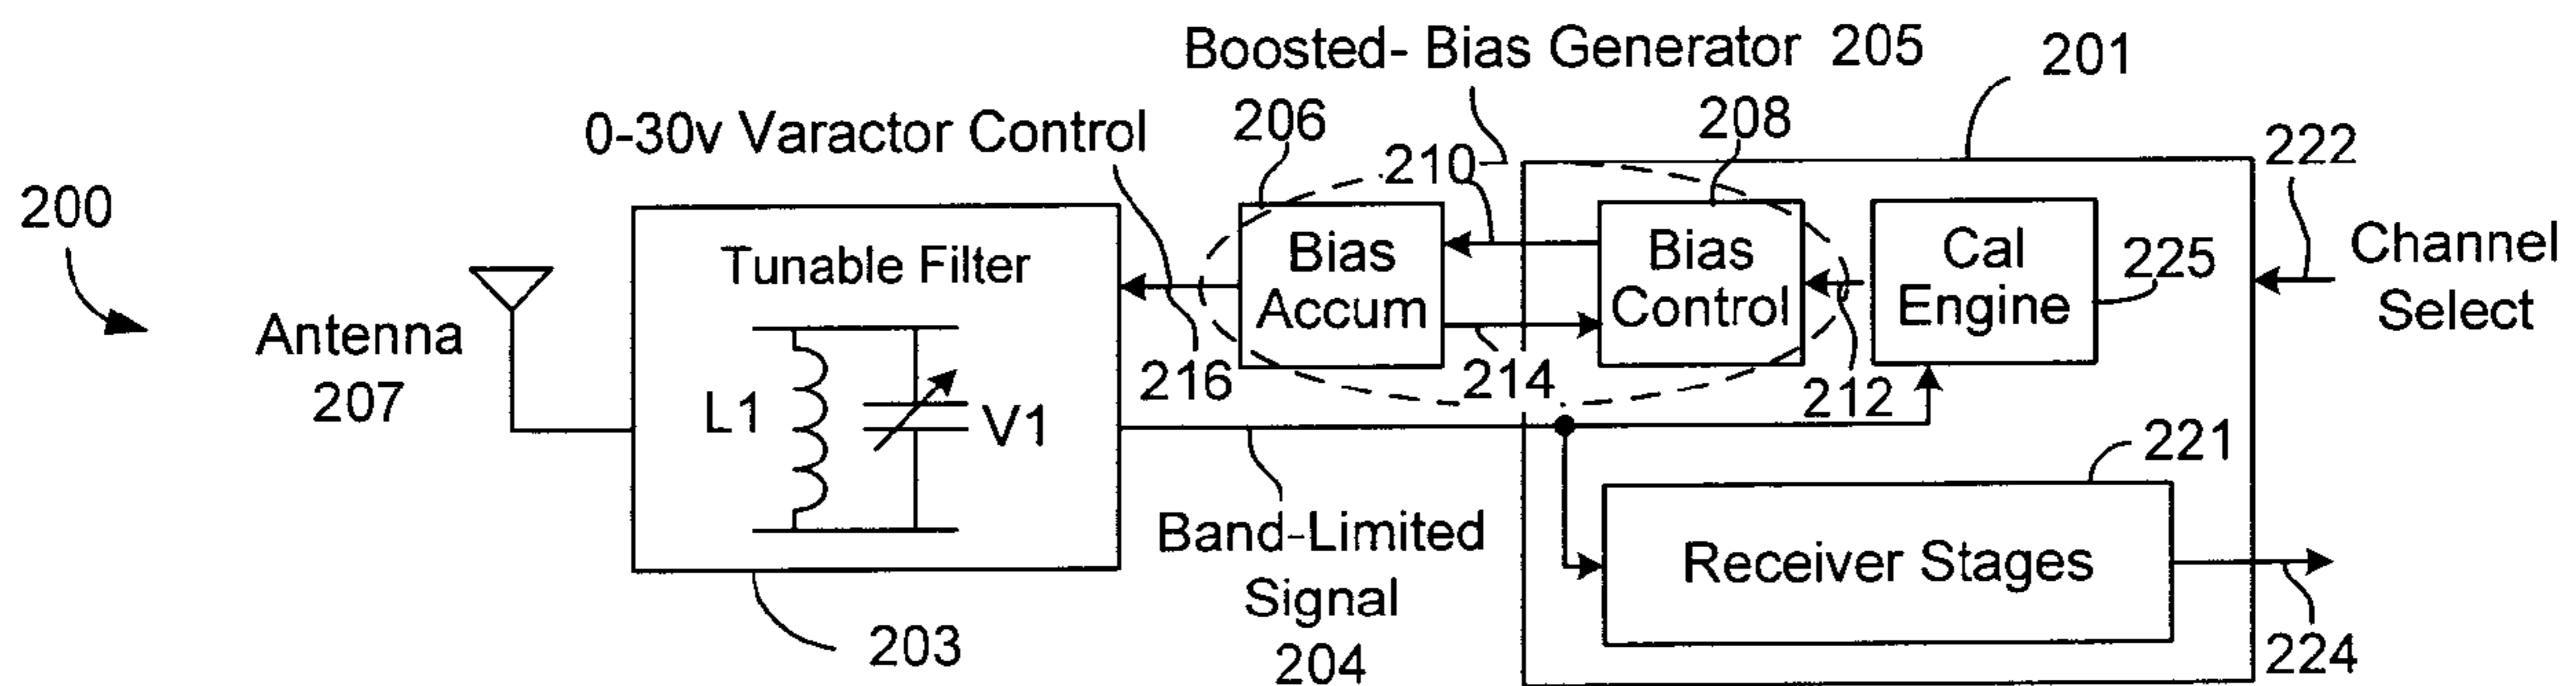 Boosted- Bias Generator 205
201
0-30v Varactor Control
206
208
210
222
200
Tunable Filter
Bias
Accum
Bias
Control
Cal
Engine
225
Channel
Select
Antenna
207
L1
V1
216
214
212
221
Band-Limited
Signal
204
Receiver Stages
203
224